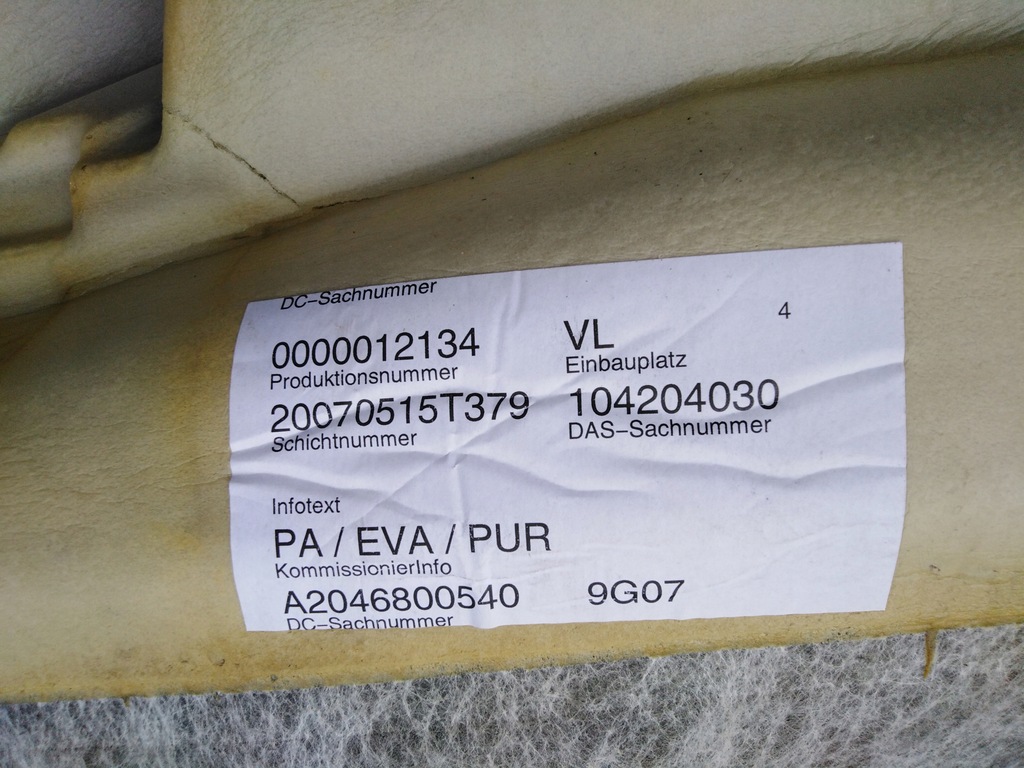 DC-Sachnummer
4
0000012134 VL
Produktionsnummer Einbauplatz
20070515T379 104204030
Schichtnummer DAS-Sachnummer
Infotext
PA / EVA / PUR
KommissionierInfo
A2046800540 9G07
DC-Sachnummer